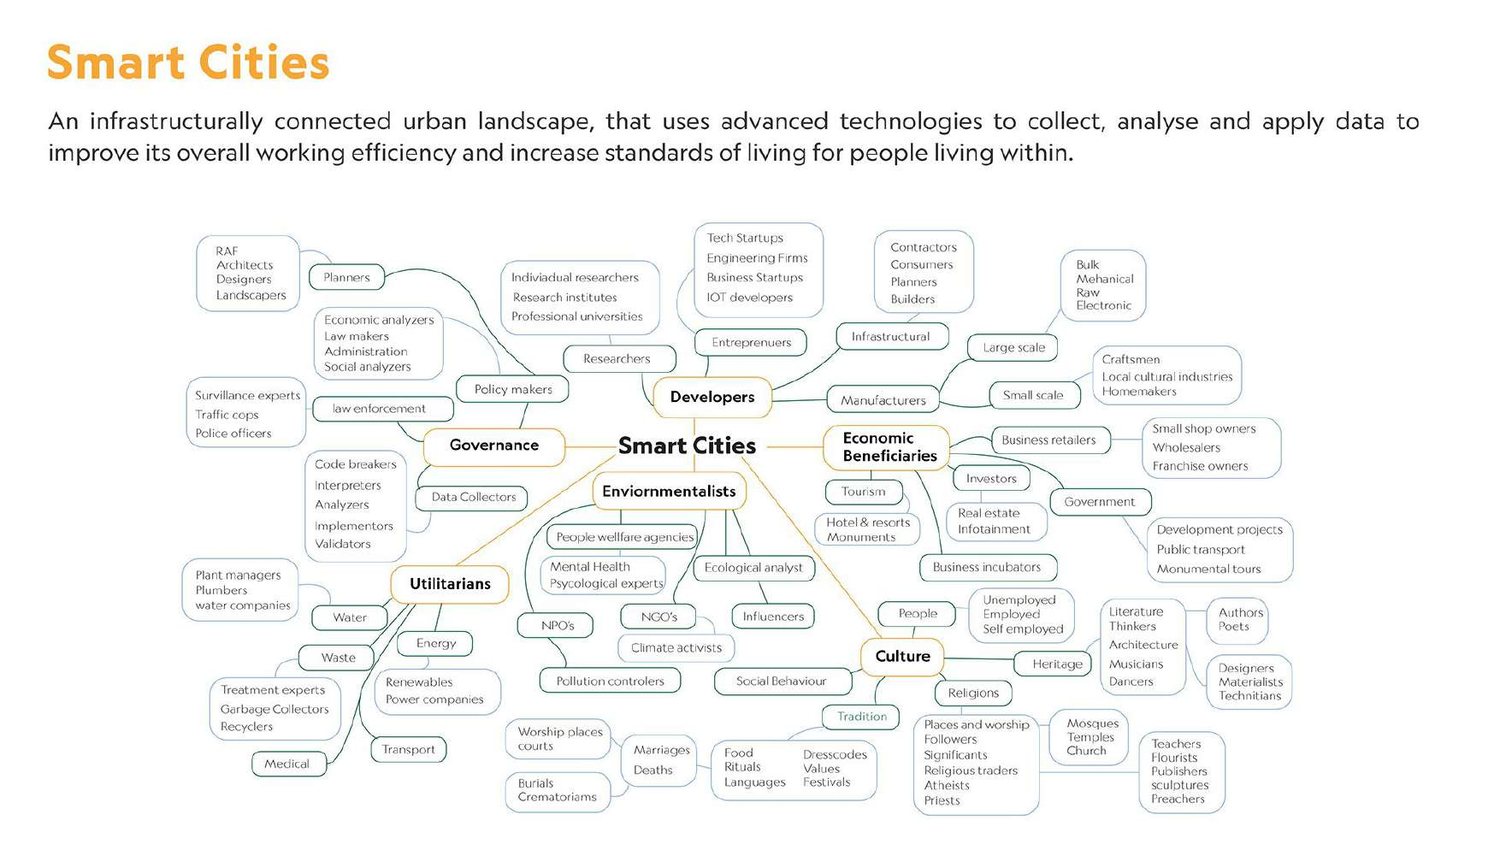 Smart Cities
An infrastructurally connected urban landscape, that uses advanced technologies to collect, analyse and apply data to
improve its overall working efficiency and increase standards of living for people living within.
RAF
Architects
Designers
Landscapers
Planners
Economic analyzers
Law makers
Administration
Social analyzers
Policy makers
Survillance experts
Traffic cops
Police officers
law enforcement
Governance
Code breakers
Interpreters
Analyzers
Implementors
Validators
Data Collectors
Indiviadual researchers
Research institutes
Professional universities
Researchers
Tech Startups
Engineering Firms
Business Startups
IOT developers
Entreprenuers
Developers
Contractors
Consumers
Planners
Builders
Infrastructural
Bulk
Mehanical
Raw
Electronic
Large scale
Manufacturers
Small scale
Craftsmen
Local cultural industries
Homemakers
Smart Cities
Economic
Beneficiaries
Business retailers
Small shop owners
Wholesalers
Franchise owners
Investors
Real estate
Infotainment
Government
Development projects
Public transport
Monumental tours
Tourism
Hotel & resorts
Monuments
Business incubators
Enviornmentalists
People wellfare agencies
Mental Health
Psycological experts
Ecological analyst
Influencers
NGO's
Climate activists
NPO's
Pollution controlers
Utilitarians
Plant managers
Plumbers
water companies
Water
Waste
Treatment experts
Garbage Collectors
Recyclers
Energy
Renewables
Power companies
Medical
Transport
Culture
People
Unemployed
Employed
Self employed
Heritage
Literature
Thinkers
Architecture
Musicians
Dancers
Authors
Poets
Designers
Materialists
Technitians
Social Behaviour
Religions
Places and worship
Followers
Significants
Religious traders
Atheists
Priests
Mosques
Temples
Church
Teachers
Flourists
Publishers
sculptures
Preachers
Tradition
Food
Rituals
Languages
Dresscodes
Values
Festivals
Marriages
Deaths
Worship places
courts
Burials
Crematoriams